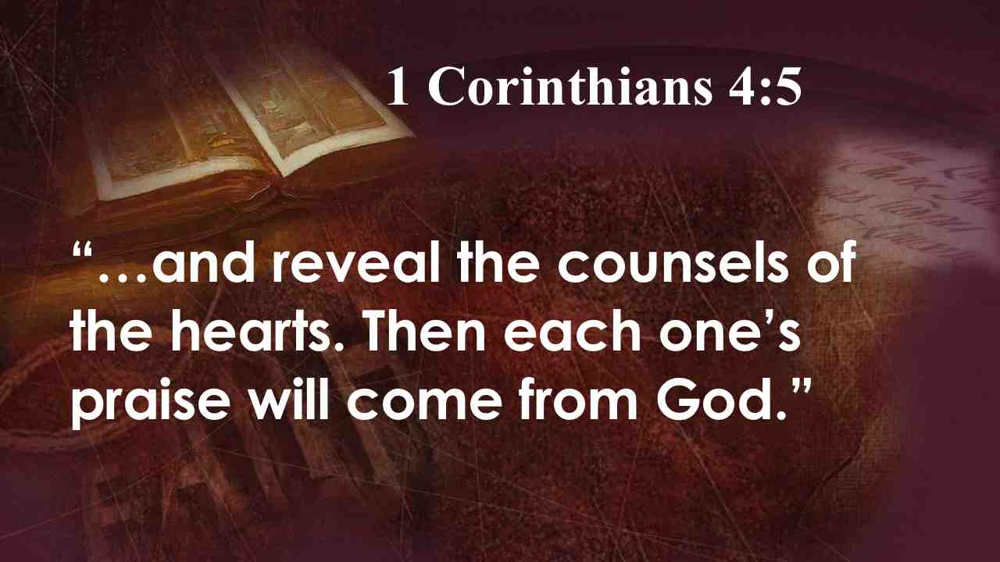 1 Corinthians 4:5
“…and reveal the counsels of
the hearts. Then each one’s
praise will come from God.”